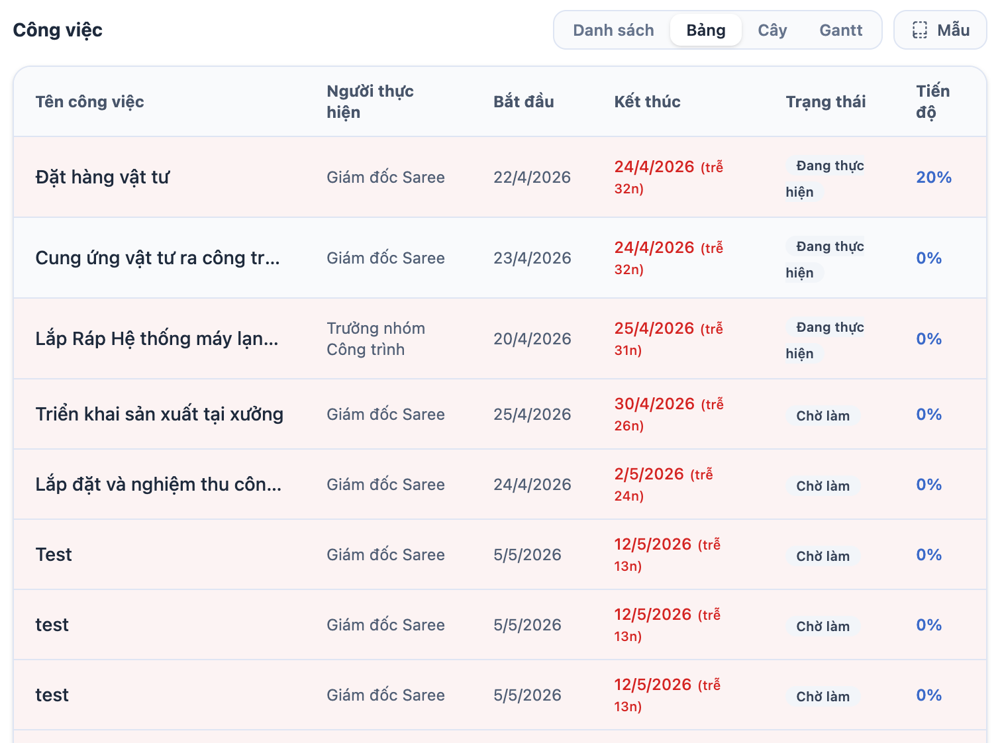 Công việc
Danh sách
Bảng
Cây
Gantt
Mẫu
Tên công việc
Người thực
hiện
Bắt đầu
Kết thúc
Trạng thái
Tiến
độ
Đặt hàng vật tư
Giám đốc Saree
22/4/2026
24/4/2026 (trễ
32n)
Đang thực
hiện
20%
Cung ứng vật tư ra công tr...
Giám đốc Saree
23/4/2026
24/4/2026 (trễ
32n)
Đang thực
hiện
0%
Lắp Ráp Hệ thống máy lạn...
Trưởng nhóm
Công trình
20/4/2026
25/4/2026 (trễ
31n)
Đang thực
hiện
0%
Triển khai sản xuất tại xưởng
Giám đốc Saree
25/4/2026
30/4/2026 (trễ
26n)
Chờ làm
0%
Lắp đặt và nghiệm thu côn...
Giám đốc Saree
24/4/2026
2/5/2026 (trễ
24n)
Chờ làm
0%
Test
Giám đốc Saree
5/5/2026
12/5/2026 (trễ
13n)
Chờ làm
0%
test
Giám đốc Saree
5/5/2026
12/5/2026 (trễ
13n)
Chờ làm
0%
test
Giám đốc Saree
5/5/2026
12/5/2026 (trễ
13n)
Chờ làm
0%